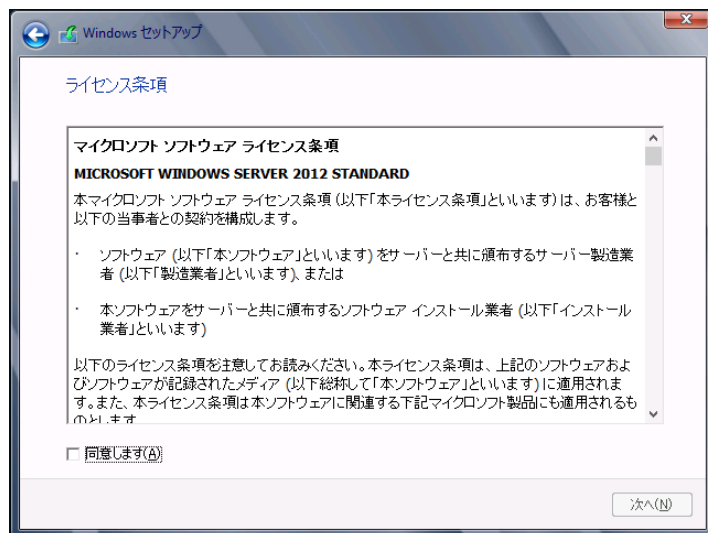 Windows セットアップ
ライセンス条項
マイクロソフト ソフトウェア ライセンス条項
MICROSOFT WINDOWS SERVER 2012 STANDARD
本マイクロソフト ソフトウェア ライセンス条項 (以下「本ライセンス条項」といいます) は、お客様と
以下の当事者との契約を構成します。
· ソフトウェア (以下「本ソフトウェア」といいます) をサーバーと共に頒布するサーバー製造業
者 (以下「製造業者」といいます)、または
· 本ソフトウェアをサーバーと共に頒布するソフトウェア インストール業者 (以下「インストール
業者」といいます)
以下のライセンス条項を注意してお読みください。本ライセンス条項は、上記のソフトウェアおよ
びソフトウェアが記録されたメディア (以下総称して「本ソフトウェア」といいます) に適用されま
す。また、本ライセンス条項は本ソフトウェアに関連する下記マイクロソフト製品にも適用されるも
のとします
同意します(A)
次へ(N)